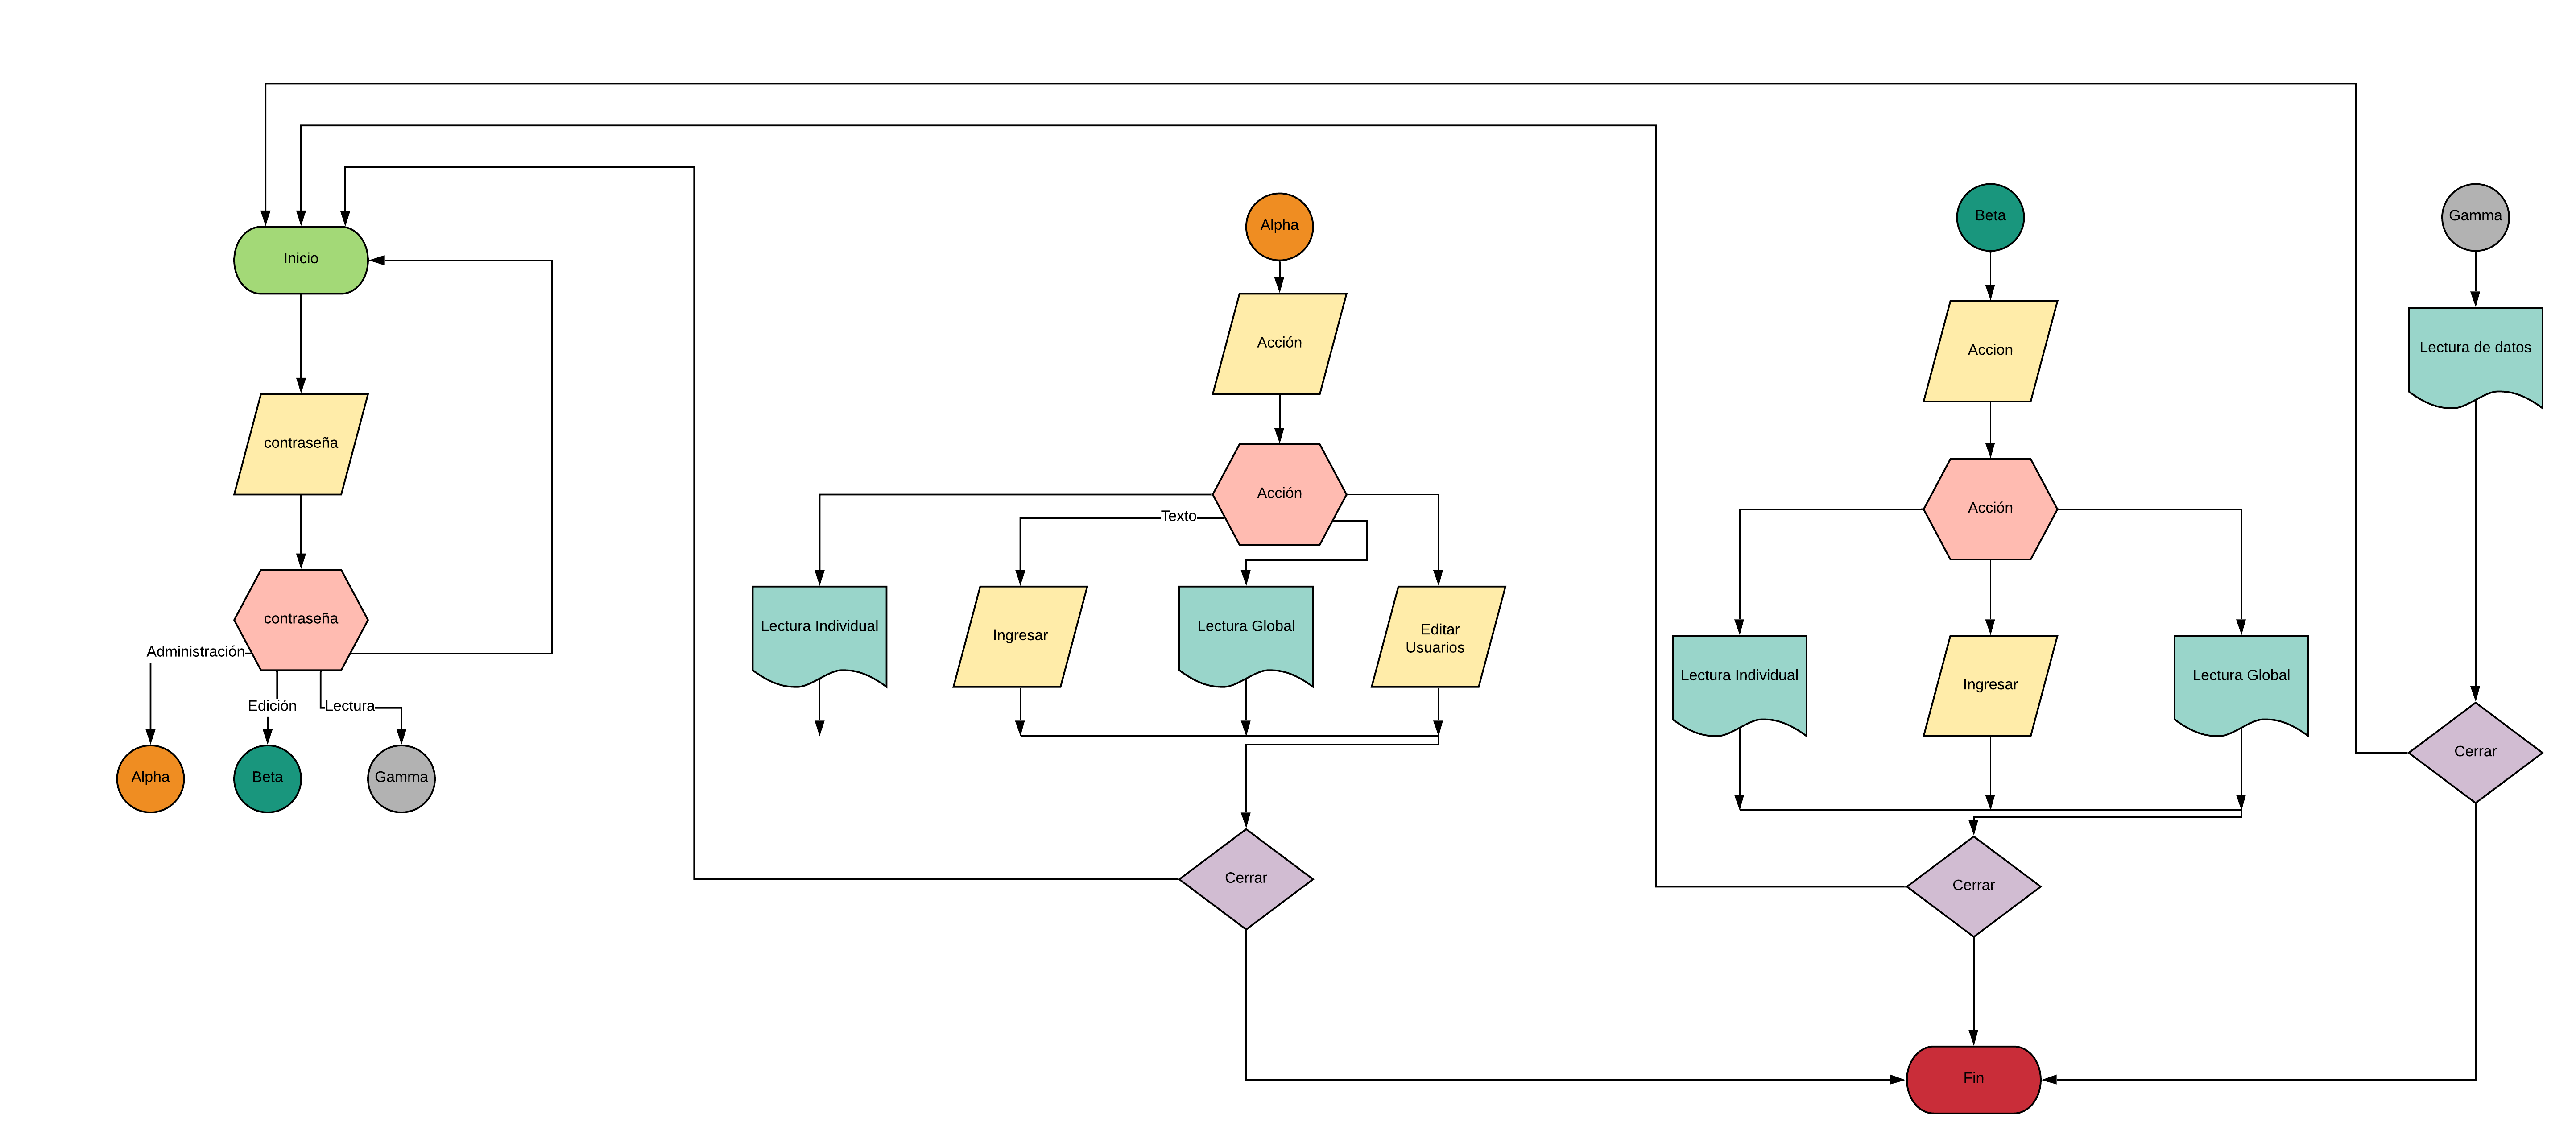 Inicio
contraseña
contraseña
Administración
Edición
Lectura
Alpha
Beta
Gamma
Alpha
Acción
Acción
Texto
Lectura Individual
Ingresar
Lectura Global
Editar
Usuarios
Cerrar
Beta
Accion
Acción
Lectura Individual
Ingresar
Lectura Global
Cerrar
Fin
Gamma
Lectura de datos
Cerrar